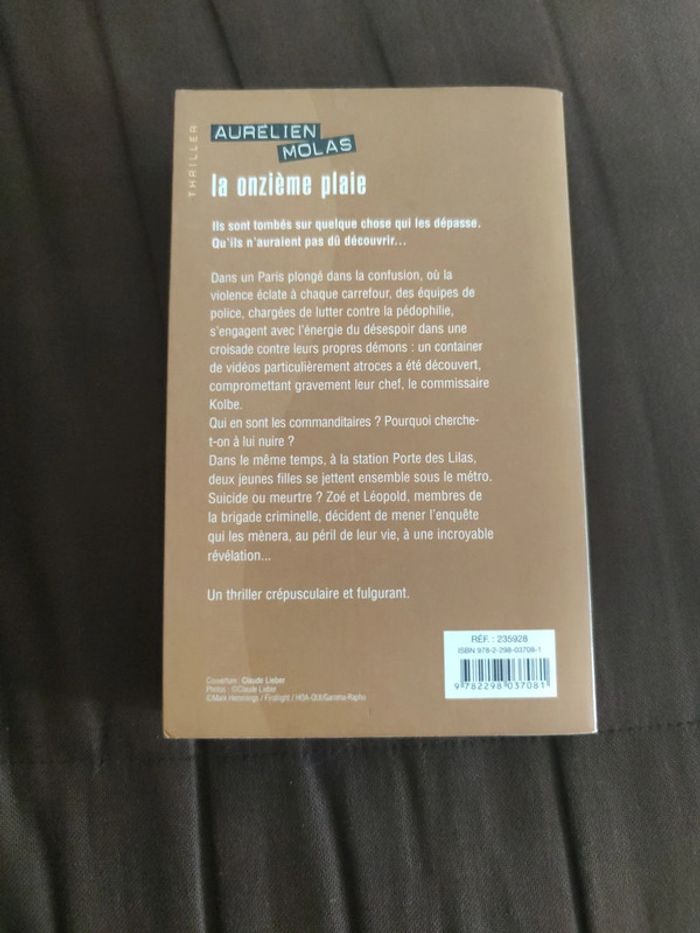 THRILLER
AURÉLIEN
MOLAS
la onzième plaie
Ils sont tombés sur quelque chose qui les dépasse.
Qu'ils n'auraient pas dû découvrir...
Dans un Paris plongé dans la confusion, où la
violence éclate à chaque carrefour, des équipes de
police, chargées de lutter contre la pédophilie,
s'engagent avec l'énergie du désespoir dans une
croisade contre leurs propres démons : un container
de vidéos particulièrement atroces a été découvert,
compromettant gravement leur chef, le commissaire
Kolbe.
Qui en sont les commanditaires ? Pourquoi cherche-
t-on à lui nuire ?
Dans le même temps, à la station Porte des Lilas,
deux jeunes filles se jettent ensemble sous le métro.
Suicide ou meurtre ? Zoé et Léopold, membres de
la brigade criminelle, décident de mener l'enquête
qui les mènera, au péril de leur vie, à une incroyable
révélation...
Un thriller crépusculaire et fulgurant.
RÉF. : 235928
ISBN 978-2-298-03708-1
9 782298 037081
Couverture : Claude Lieber
Photos : ©Claude Lieber
©Mark Hemmings / Firstlight / HOA-QUI/Gamma-Rapho